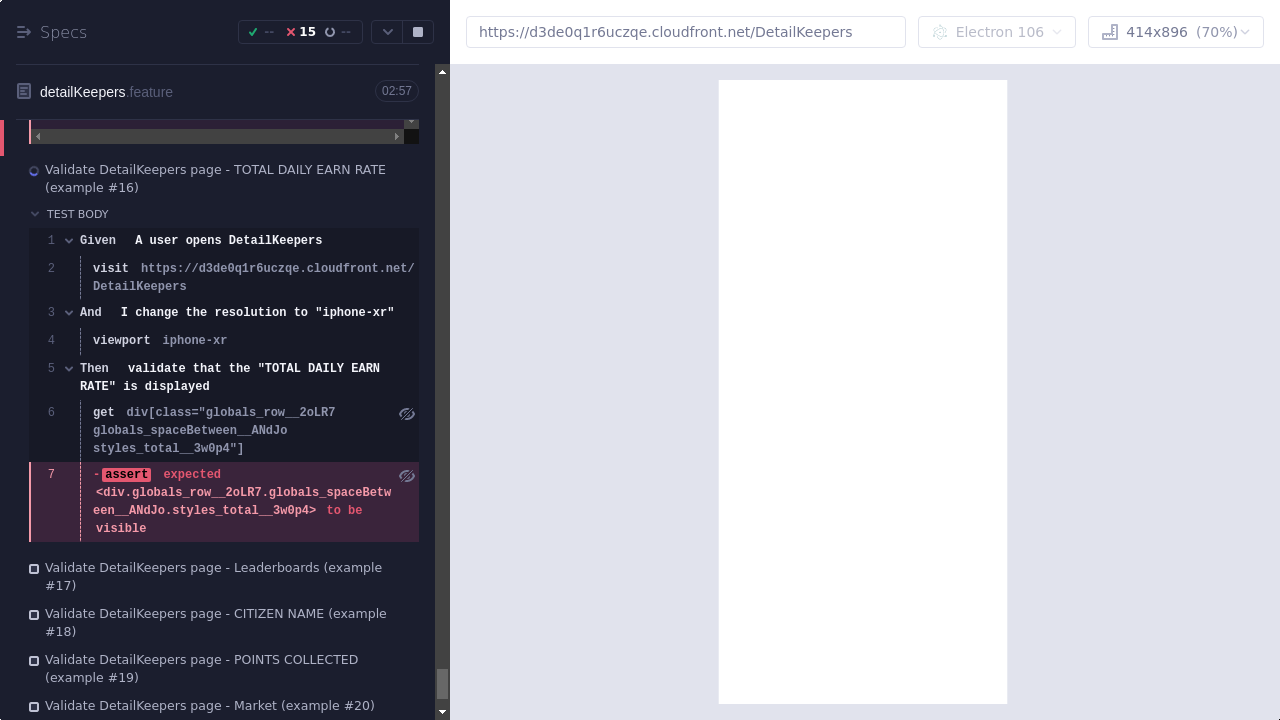 Specs
-- 15 --
https://d3de0q1r6uczqe.cloudfront.net/DetailKeepers
Electron 106
414x896 (70%)
detailKeepers.feature
02:57
Validate DetailKeepers page - TOTAL DAILY EARN RATE
(example #16)
TEST BODY
1 Given A user opens DetailKeepers
2 visit https://d3de0q1r6uczqe.cloudfront.net/
DetailKeepers
3 And I change the resolution to "iphone-xr"
4 viewport iphone-xr
5 Then validate that the "TOTAL DAILY EARN
RATE" is displayed
6 get div[class="globals_row__2oLR7
globals_spaceBetween__ANdJo
styles_total__3w0p4"]
7 -assert expected
<div.globals_row__2oLR7.globals_spaceBetw
een__ANdJo.styles_total__3w0p4> to be
visible
Validate DetailKeepers page - Leaderboards (example
#17)
Validate DetailKeepers page - CITIZEN NAME (example
#18)
Validate DetailKeepers page - POINTS COLLECTED
(example #19)
Validate DetailKeepers page - Market (example #20)